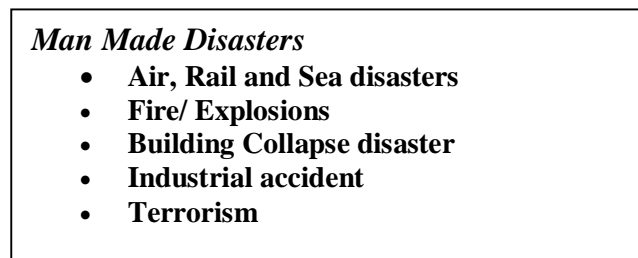 Man Made Disasters
• Air, Rail and Sea disasters
• Fire/ Explosions
• Building Collapse disaster
• Industrial accident
• Terrorism